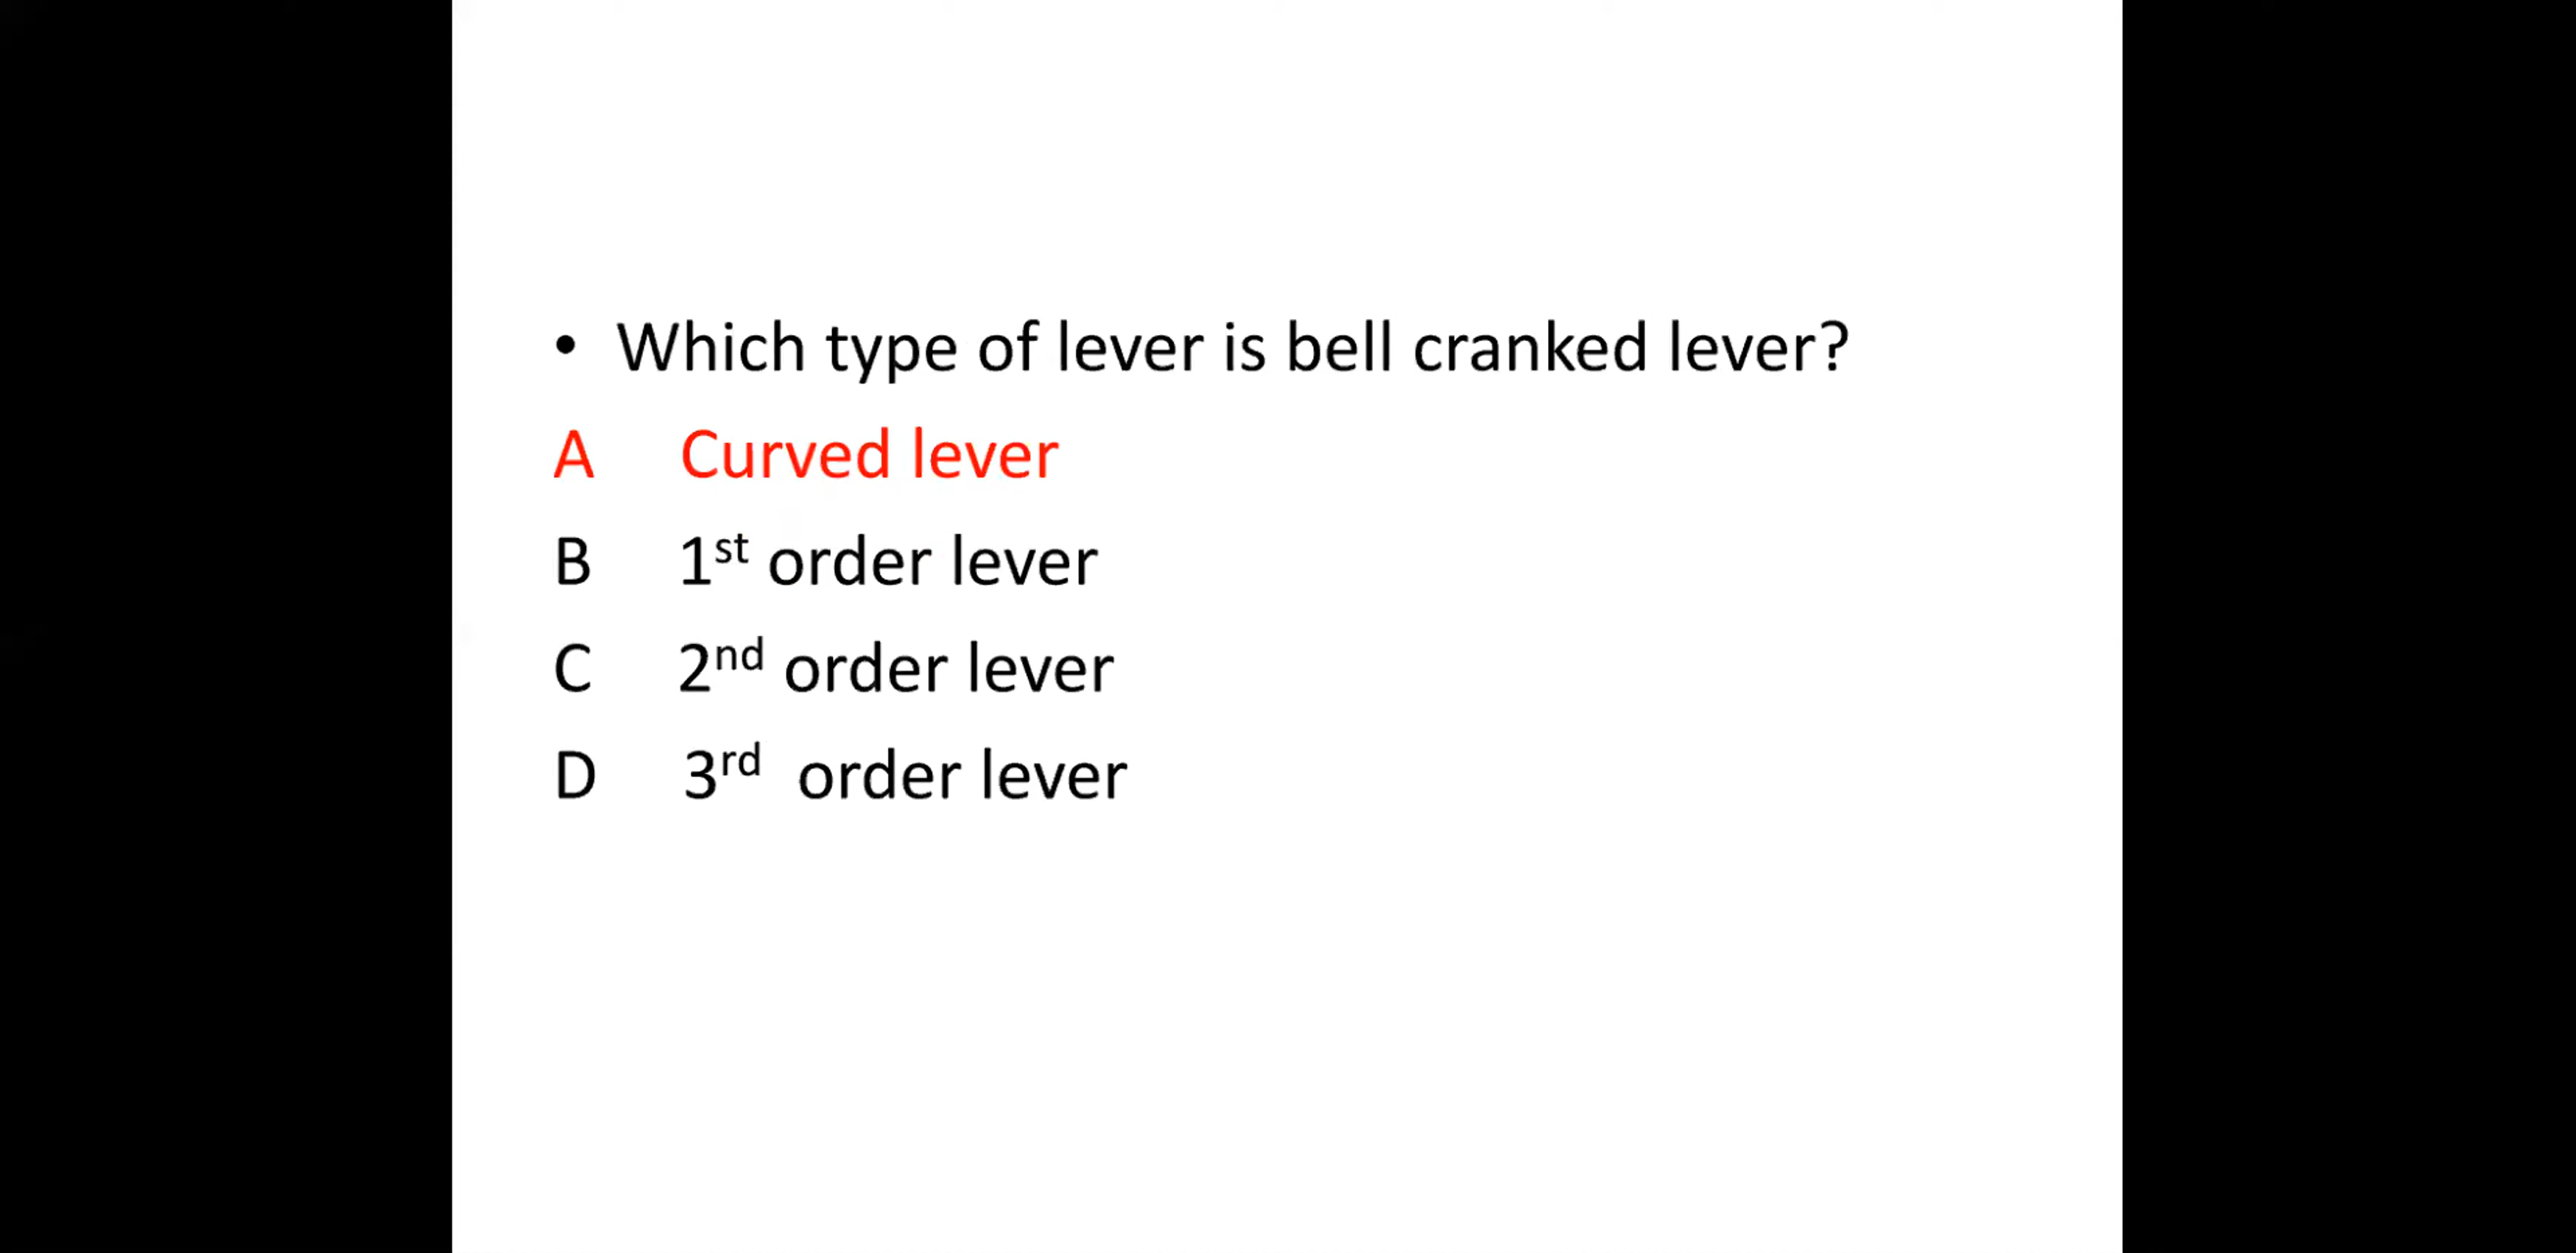 • Which type of lever is bell cranked lever?
A Curved lever
B 1st order lever
C 2nd order lever
D 3rd order lever